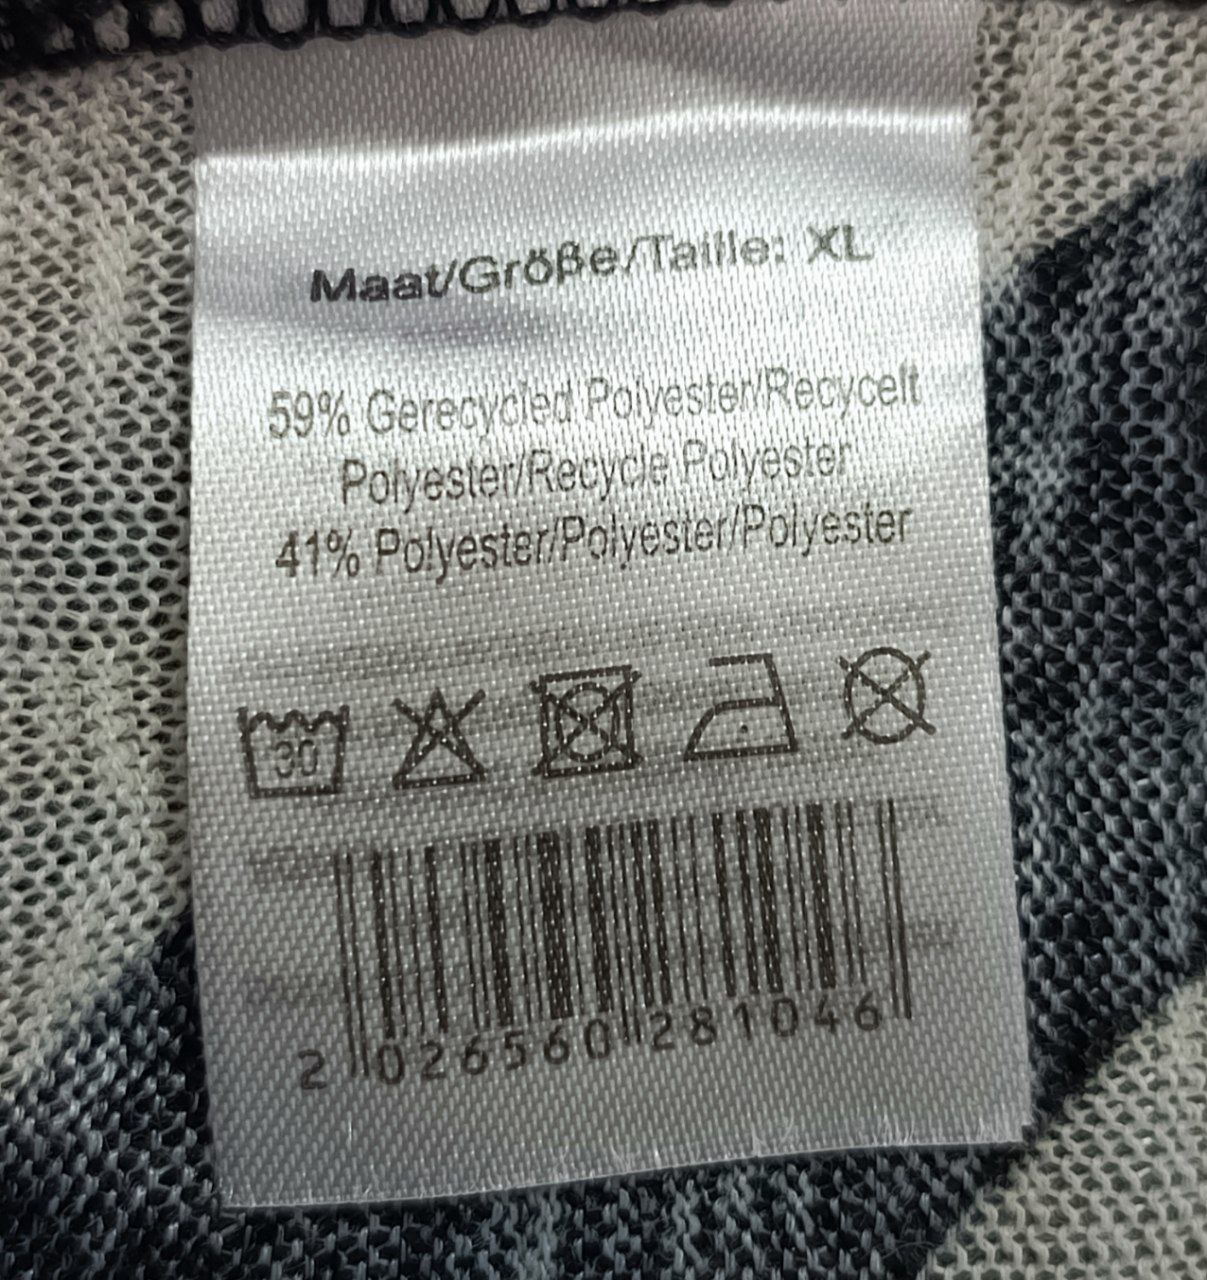 Maat/Größe/Taille: XL
59% Gerecycled Polyester/Recycelt
Polyester/Recycle Polyester
41% Polyester/Polyester/Polyester
30
2 026560 281046